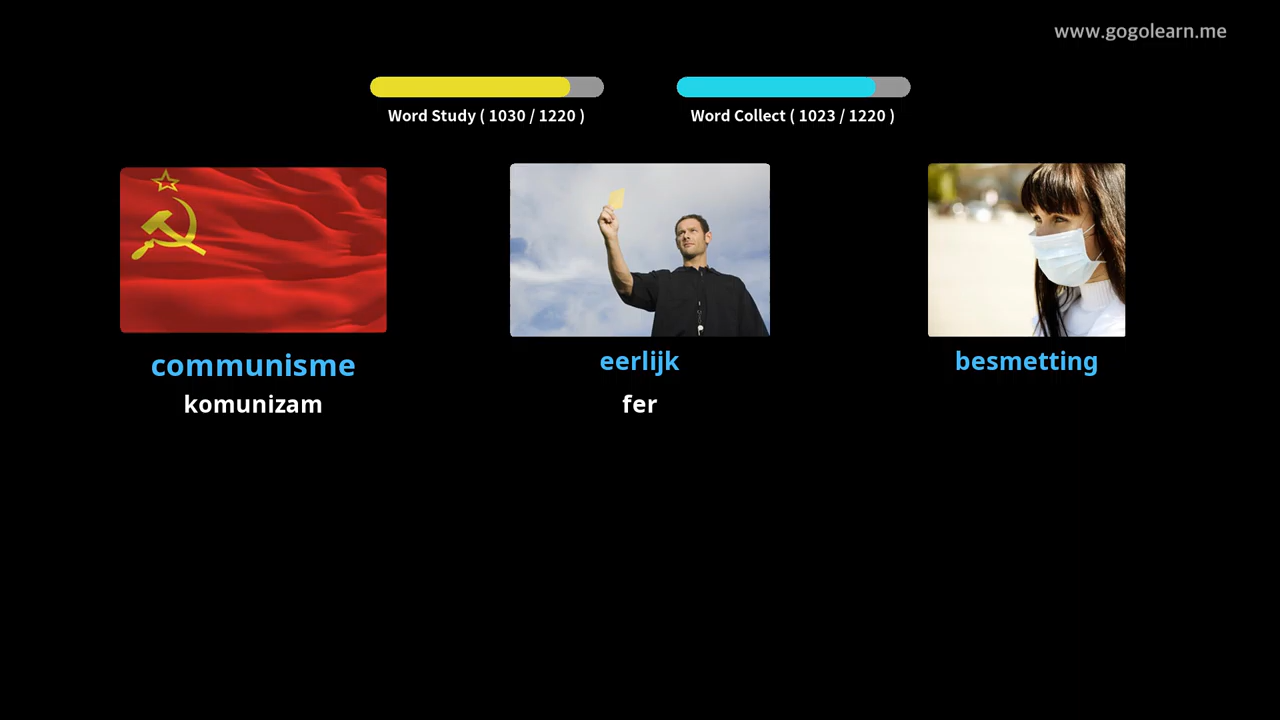 www.gogolearn.me
Word Study ( 1030 / 1220 )
Word Collect ( 1023 / 1220 )
communisme
komunizam
eerlijk
fer
besmetting